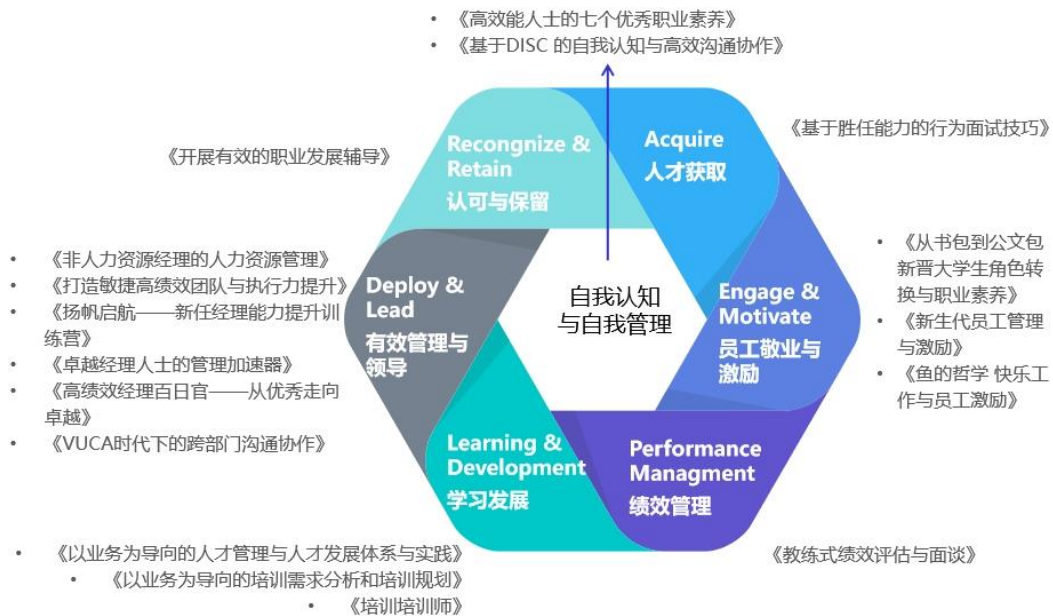 • 《高效能人士的七个优秀职业素养》
• 《基于DISC 的自我认知与高效沟通协作》
《基于胜任能力的行为面试技巧》
《开展有效的职业发展辅导》
Recongnize &
Retain
认可与保留
Acquire
人才获取
• 《非人力资源经理的人力资源管理》
• 《打造敏捷高绩效团队与执行力提升》
• 《扬帆启航——新任经理能力提升训
练营》
• 《卓越经理人士的管理加速器》
• 《高绩效经理百日官——从优秀走向
卓越》
• 《VUCA时代下的跨部门沟通协作》
Deploy &
Lead
有效管理与
领导
自我认知
与自我管理
Engage &
Motivate
员工敬业与
激励
• 《从书包到公文包
新晋大学生角色转
换与职业素养》
• 《新生代员工管理
与激励》
• 《鱼的哲学 快乐工
作与员工激励》
Learning &
Development
学习发展
Performance
Managment
绩效管理
• 《以业务为导向的人才管理与人才发展体系与实践》
• 《以业务为导向的培训需求分析和培训规划》
• 《培训培训师》
《教练式绩效评估与面谈》